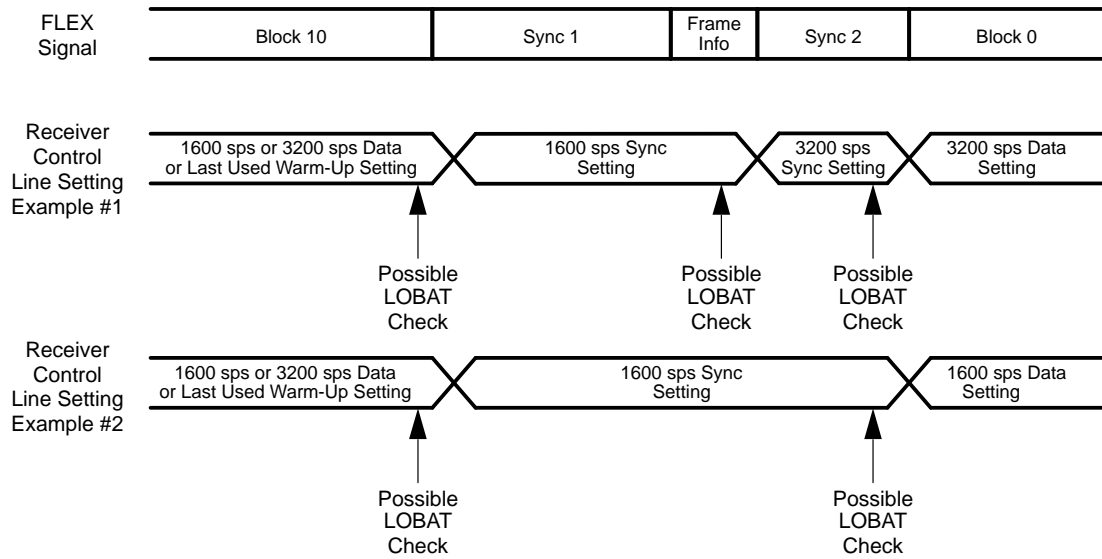 FLEX
Signal
Block 10
Sync 1
Frame
Info
Sync 2
Block 0
Receiver
Control
Line Setting
Example #1
1600 sps or 3200 sps Data
or Last Used Warm-Up Setting
1600 sps Sync
Setting
3200 sps
Sync Setting
3200 sps Data
Setting
Possible
LOBAT
Check
Possible
LOBAT
Check
Possible
LOBAT
Check
Receiver
Control
Line Setting
Example #2
1600 sps or 3200 sps Data
or Last Used Warm-Up Setting
1600 sps Sync
Setting
1600 sps Data
Setting
Possible
LOBAT
Check
Possible
LOBAT
Check